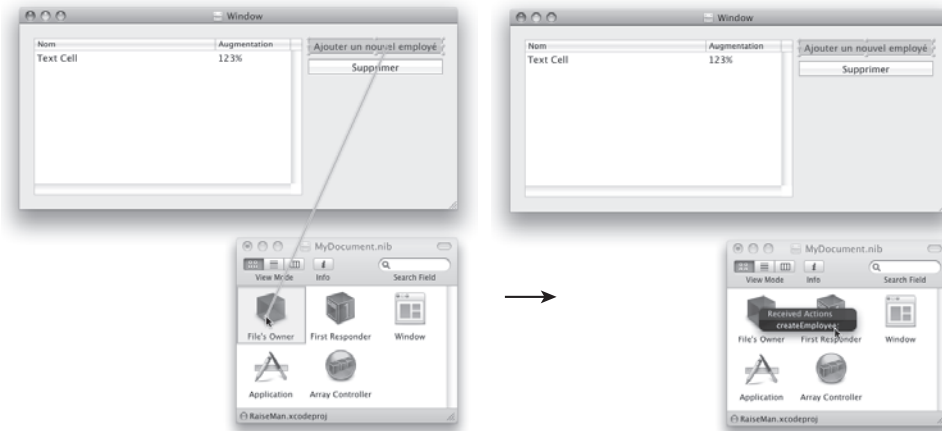 Window
Nom Augmentation
Text Cell 123%
Ajouter un nouvel employé
Supprimer
MyDocument.nib
View Mode Info Search Field
File's Owner First Responder Window
Application Array Controller
RaiseMan.xcodeproj
Window
Nom Augmentation
Text Cell 123%
Ajouter un nouvel employé
Supprimer
MyDocument.nib
View Mode Info Search Field
Received Actions
createEmployee:
File's Owner First Responder Window
Application Array Controller
RaiseMan.xcodeproj